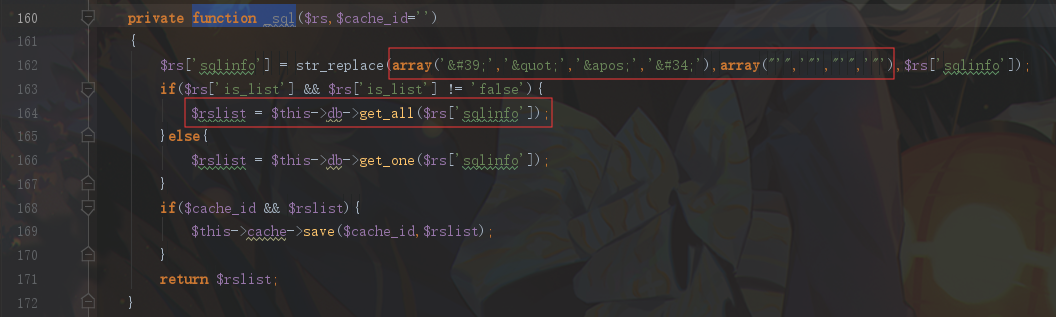 160 private function _sql($rs,$cache_id='')
161 {
162 $rs['sqlinfo'] = str_replace(array('&#39;','&quot;','&apos;','&#34;'),array("'",'"',"'",'"'),$rs['sqlinfo']);
163 if($rs['is_list'] && $rs['is_list'] != 'false'){
164 $rslist = $this->db->get_all($rs['sqlinfo']);
165 }else{
166 $rslist = $this->db->get_one($rs['sqlinfo']);
167 }
168 if($cache_id && $rslist){
169 $this->cache->save($cache_id,$rslist);
170 }
171 return $rslist;
172 }